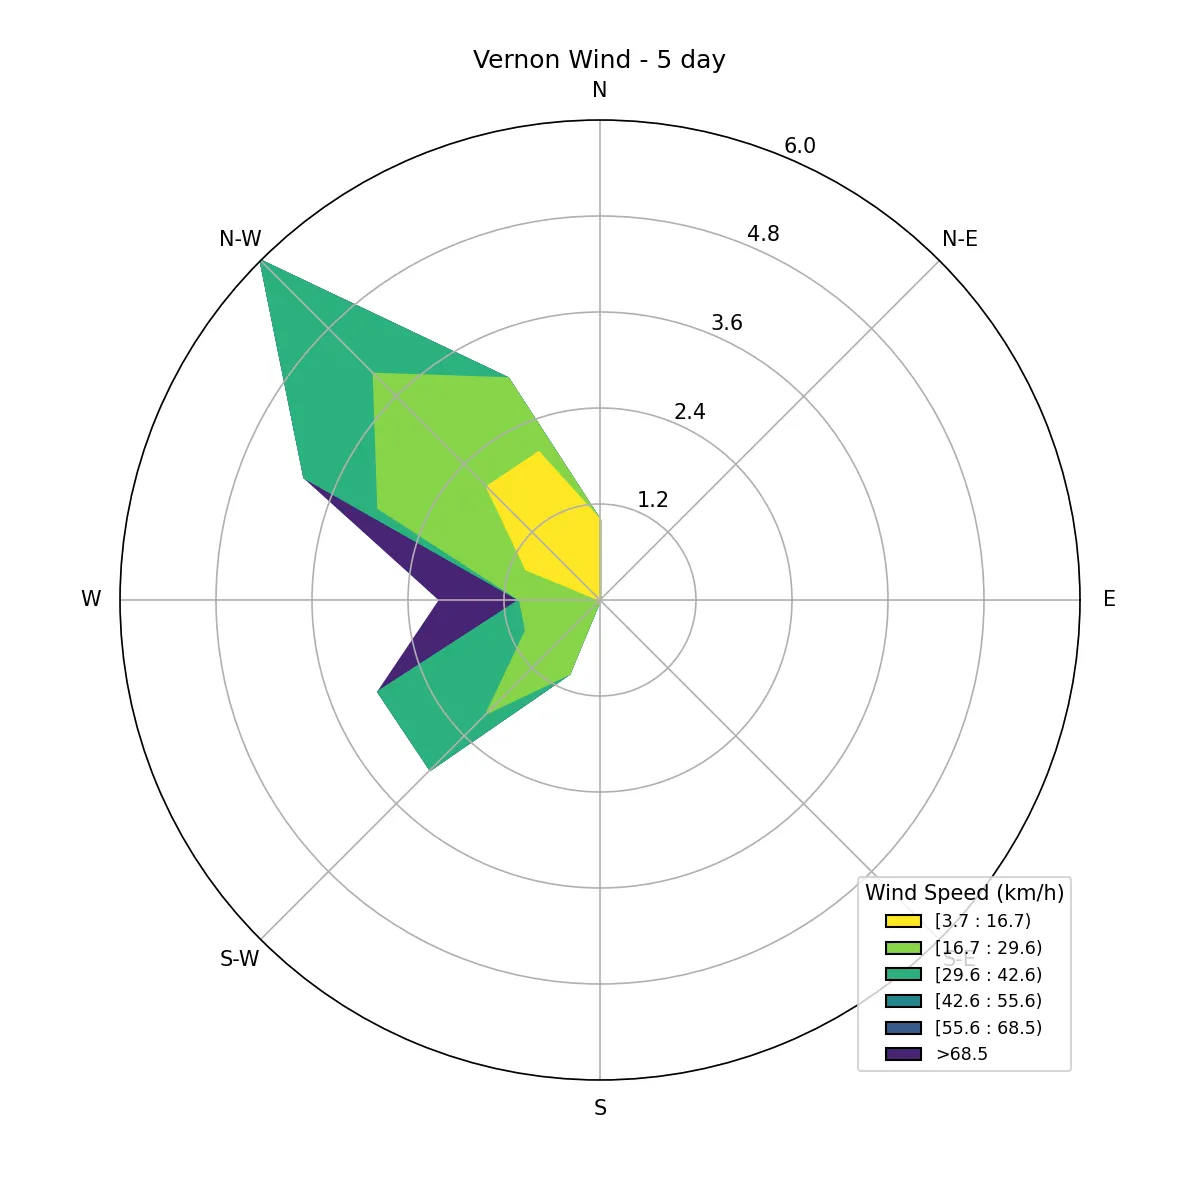 Vernon Wind - 5 day
N
6.0
N-W
N-E
4.8
3.6
2.4
1.2
W
E
Wind Speed (km/h)
[3.7 : 16.7)
[16.7 : 29.6)
S-W
S-E
[29.6 : 42.6)
[42.6 : 55.6)
[55.6 : 68.5)
>68.5
S